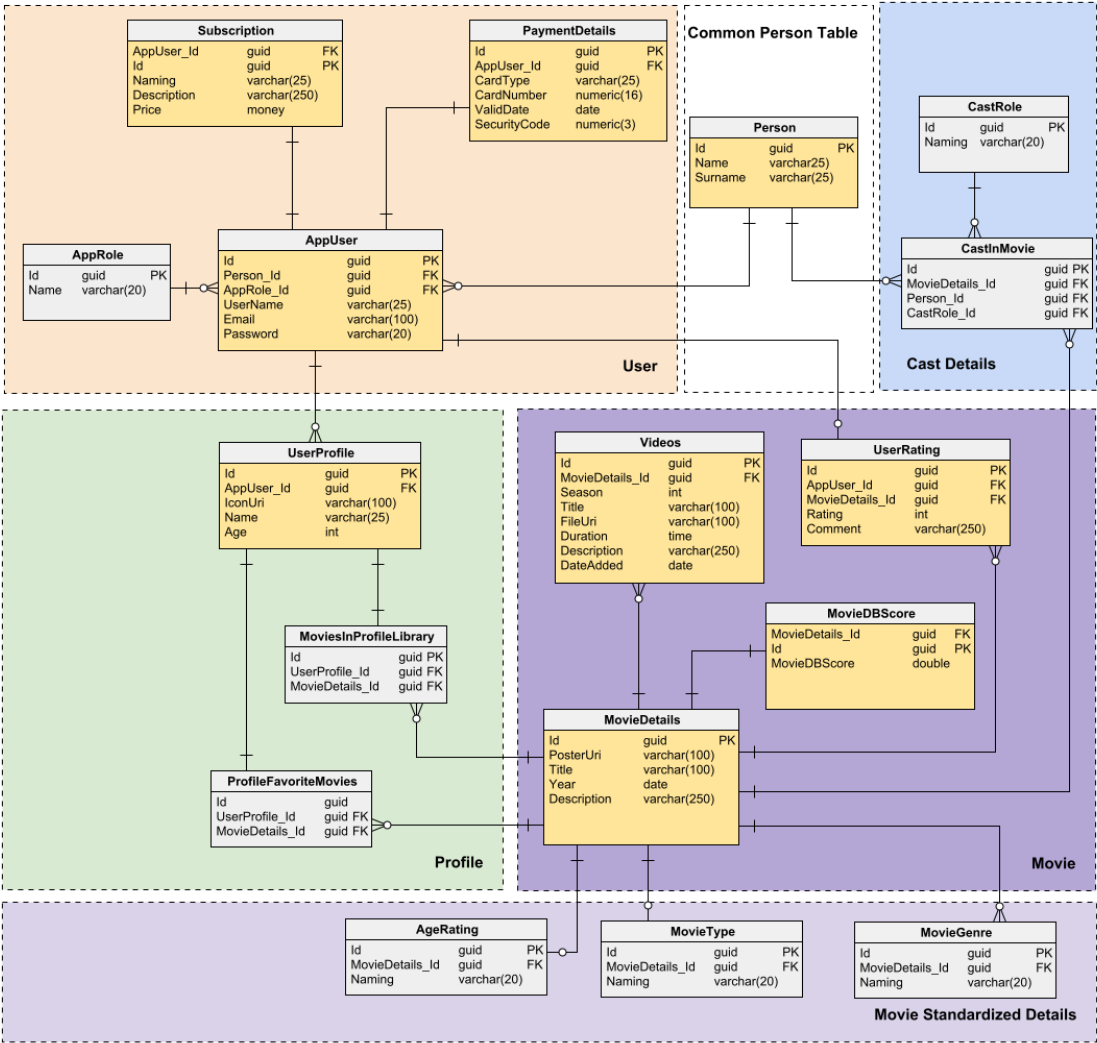 Subscription
AppUser_Id guid FK
Id guid PK
Naming varchar(25)
Description varchar(250)
Price money
PaymentDetails
Id guid PK
AppUser_Id guid FK
CardType varchar(25)
CardNumber numeric(16)
ValidDate date
SecurityCode numeric(3)
Common Person Table
Person
Id guid PK
Name varchar25)
Surname varchar(25)
CastRole
Id guid PK
Naming varchar(20)
AppRole
Id guid PK
Name varchar(20)
AppUser
Id guid PK
Person_Id guid FK
AppRole_Id guid FK
UserName varchar(25)
Email varchar(100)
Password varchar(20)
CastInMovie
Id guid PK
MovieDetails_Id guid FK
Person_Id guid FK
CastRole_Id guid FK
User
Cast Details
UserProfile
Id guid PK
AppUser_Id guid FK
IconUri varchar(100)
Name varchar(25)
Age int
Videos
Id guid PK
MovieDetails_Id guid FK
Season int
Title varchar(100)
FileUri varchar(100)
Duration time
Description varchar(250)
DateAdded date
UserRating
Id guid PK
AppUser_Id guid FK
MovieDetails_Id guid FK
Rating int
Comment varchar(250)
MoviesInProfileLibrary
Id guid PK
UserProfile_Id guid FK
MovieDetails_Id guid FK
MovieDBScore
MovieDetails_Id guid FK
Id guid PK
MovieDBScore double
MovieDetails
Id guid PK
PosterUri varchar(100)
Title varchar(100)
Year date
Description varchar(250)
ProfileFavoriteMovies
Id guid
UserProfile_Id guid FK
MovieDetails_Id guid FK
Profile
Movie
AgeRating
Id guid PK
MovieDetails_Id guid FK
Naming varchar(20)
MovieType
Id guid PK
MovieDetails_Id guid FK
Naming varchar(20)
MovieGenre
Id guid PK
MovieDetails_Id guid FK
Naming varchar(20)
Movie Standardized Details